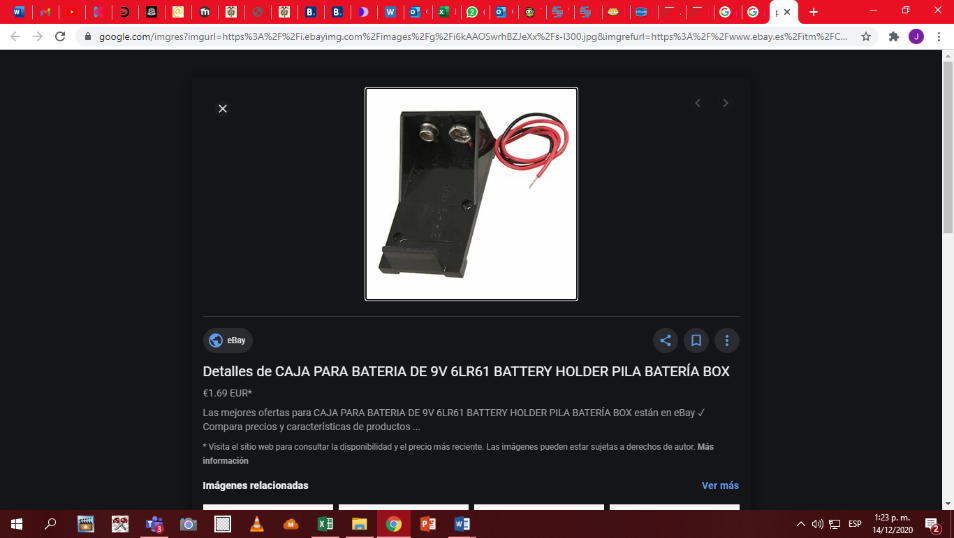 google.com/imgres?imgurl=https%3A%2F%2Fi.ebayimg.com%2Fimages%2Fg%2Fi6kAAOSwrhBZJeXx%2Fs-l300.jpg&imgrefurl=https%3A%2F%2Fwww.ebay.es%2Fitm%2FC...
eBay
Detalles de CAJA PARA BATERIA DE 9V 6LR61 BATTERY HOLDER PILA BATERÍA BOX
€1.69 EUR*
Las mejores ofertas para CAJA PARA BATERIA DE 9V 6LR61 BATTERY HOLDER PILA BATERÍA BOX están en eBay ✓
Compara precios y características de productos ...
* Visita el sitio web para consultar la disponibilidad y el precio más reciente. Las imágenes pueden estar sujetas a derechos de autor. Más
información
Imágenes relacionadas
Ver más
ESP
1:23 p. m.
14/12/2020